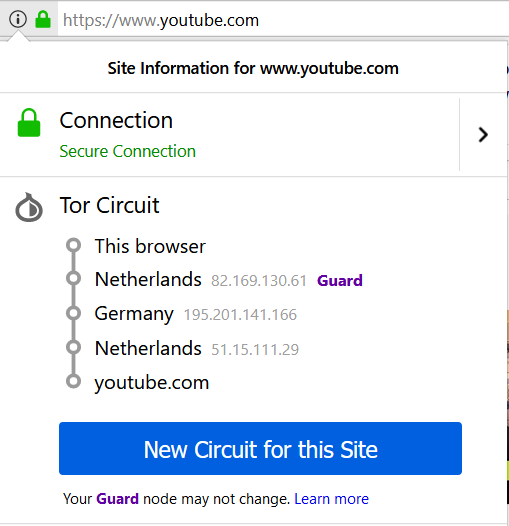 https://www.youtube.com
Site Information for www.youtube.com
Connection
Secure Connection
Tor Circuit
This browser
Netherlands 82.169.130.61 Guard
Germany 195.201.141.166
Netherlands 51.15.111.29
youtube.com
New Circuit for this Site
Your Guard node may not change. Learn more